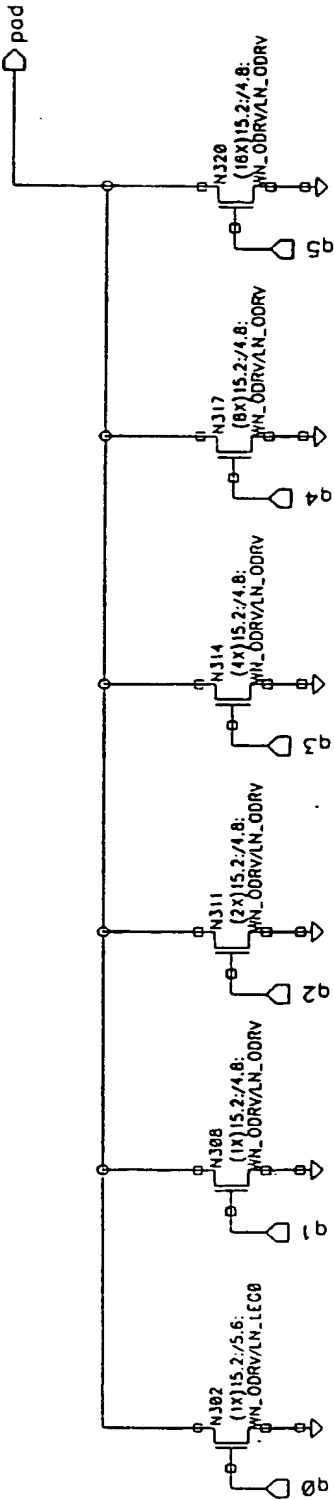 pad
N320
(16X)15.2:/4.8:
WN_ODRV/LN_ODRV
q5
N317
(8X)15.2:/4.8:
WN_ODRV/LN_ODRV
q4
N314
(4X)15.2:/4.8:
WN_ODRV/LN_ODRV
q3
N311
(2X)15.2:/4.8:
WN_ODRV/LN_ODRV
q2
N308
(1X)15.2:/4.8:
WN_ODRV/LN_ODRV
q1
N302
(1X)15.2:/5.6:
WN_ODRV/LN_LEG0
q0